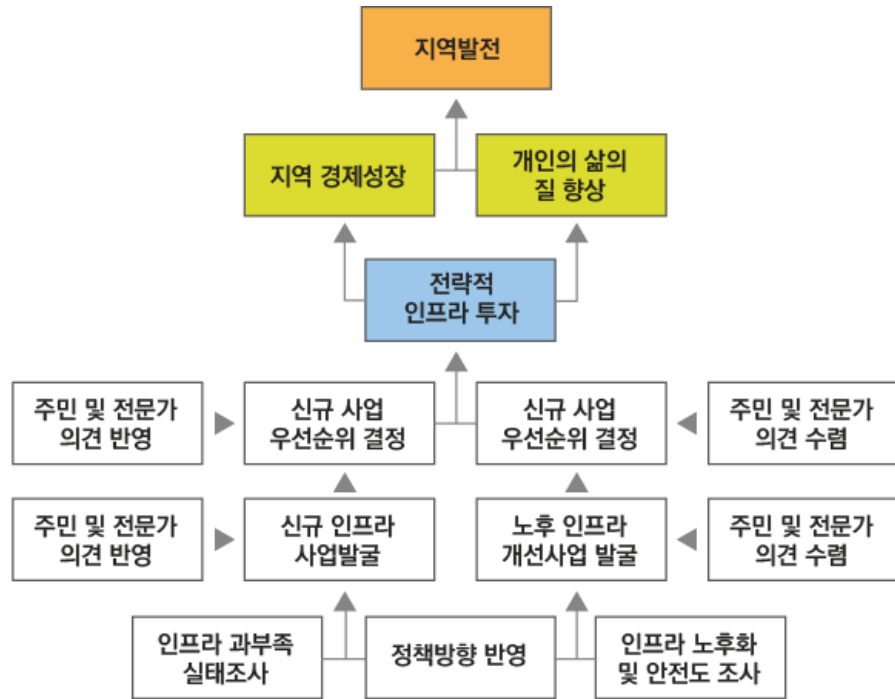 지역발전
지역 경제성장
개인의 삶의
질 향상
전략적
인프라 투자
주민 및 전문가
의견 반영
신규 사업
우선순위 결정
신규 사업
우선순위 결정
주민 및 전문가
의견 수렴
주민 및 전문가
의견 반영
신규 인프라
사업발굴
노후 인프라
개선사업 발굴
주민 및 전문가
의견 수렴
인프라 과부족
실태조사
정책방향 반영
인프라 노후화
및 안전도 조사